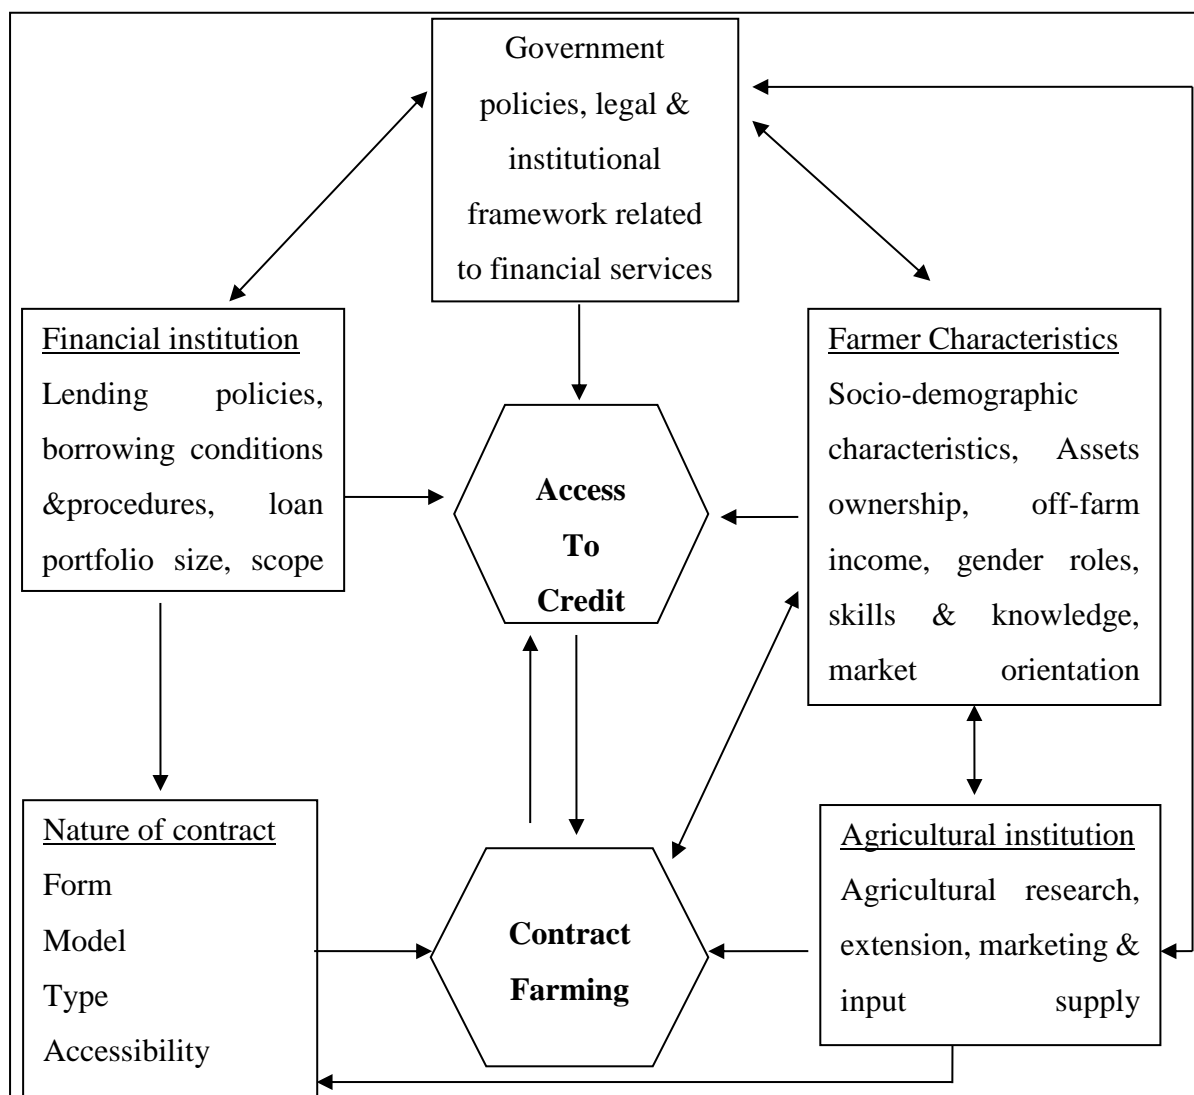 Government
policies, legal &
institutional
framework related
to financial services
Financial institution
Lending policies,
borrowing conditions
&procedures, loan
portfolio size, scope
Farmer Characteristics
Socio-demographic
characteristics, Assets
ownership, off-farm
income, gender roles,
skills & knowledge,
market orientation
Access
To
Credit
Nature of contract
Form
Model
Type
Accessibility
Contract
Farming
Agricultural institution
Agricultural research,
extension, marketing &
input supply